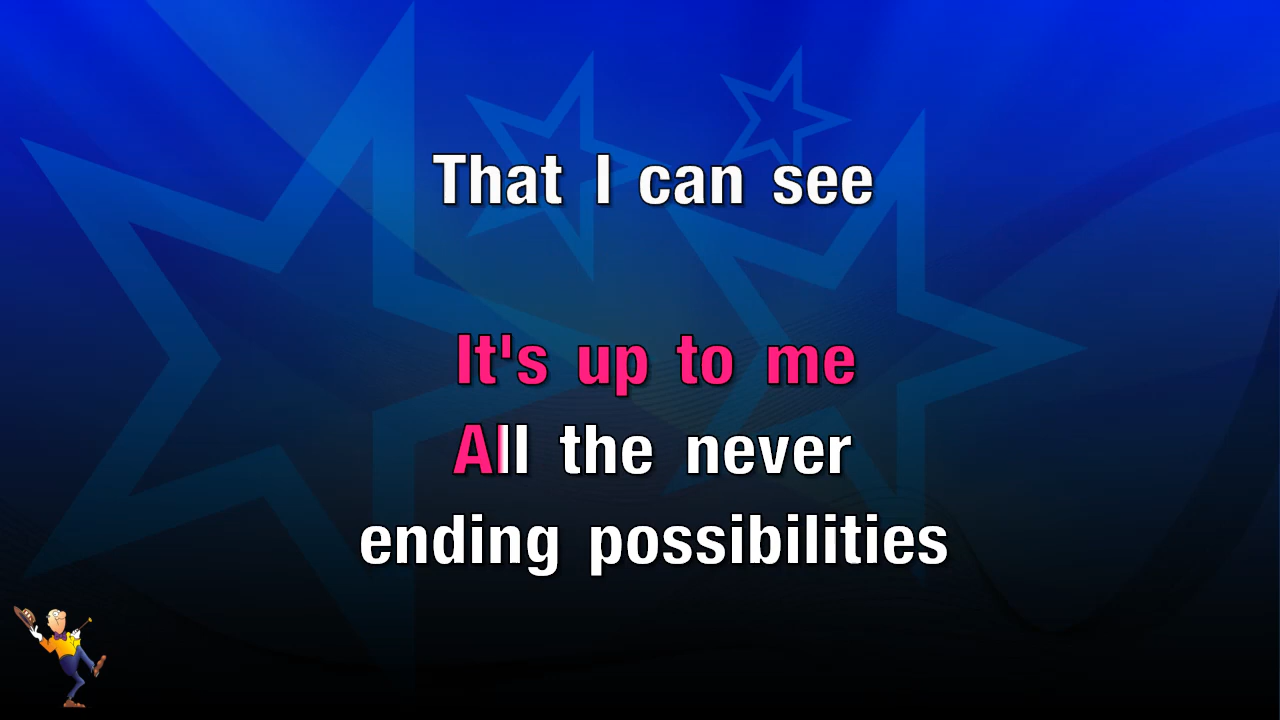 That I can see
It's up to me
All the never
ending possibilities